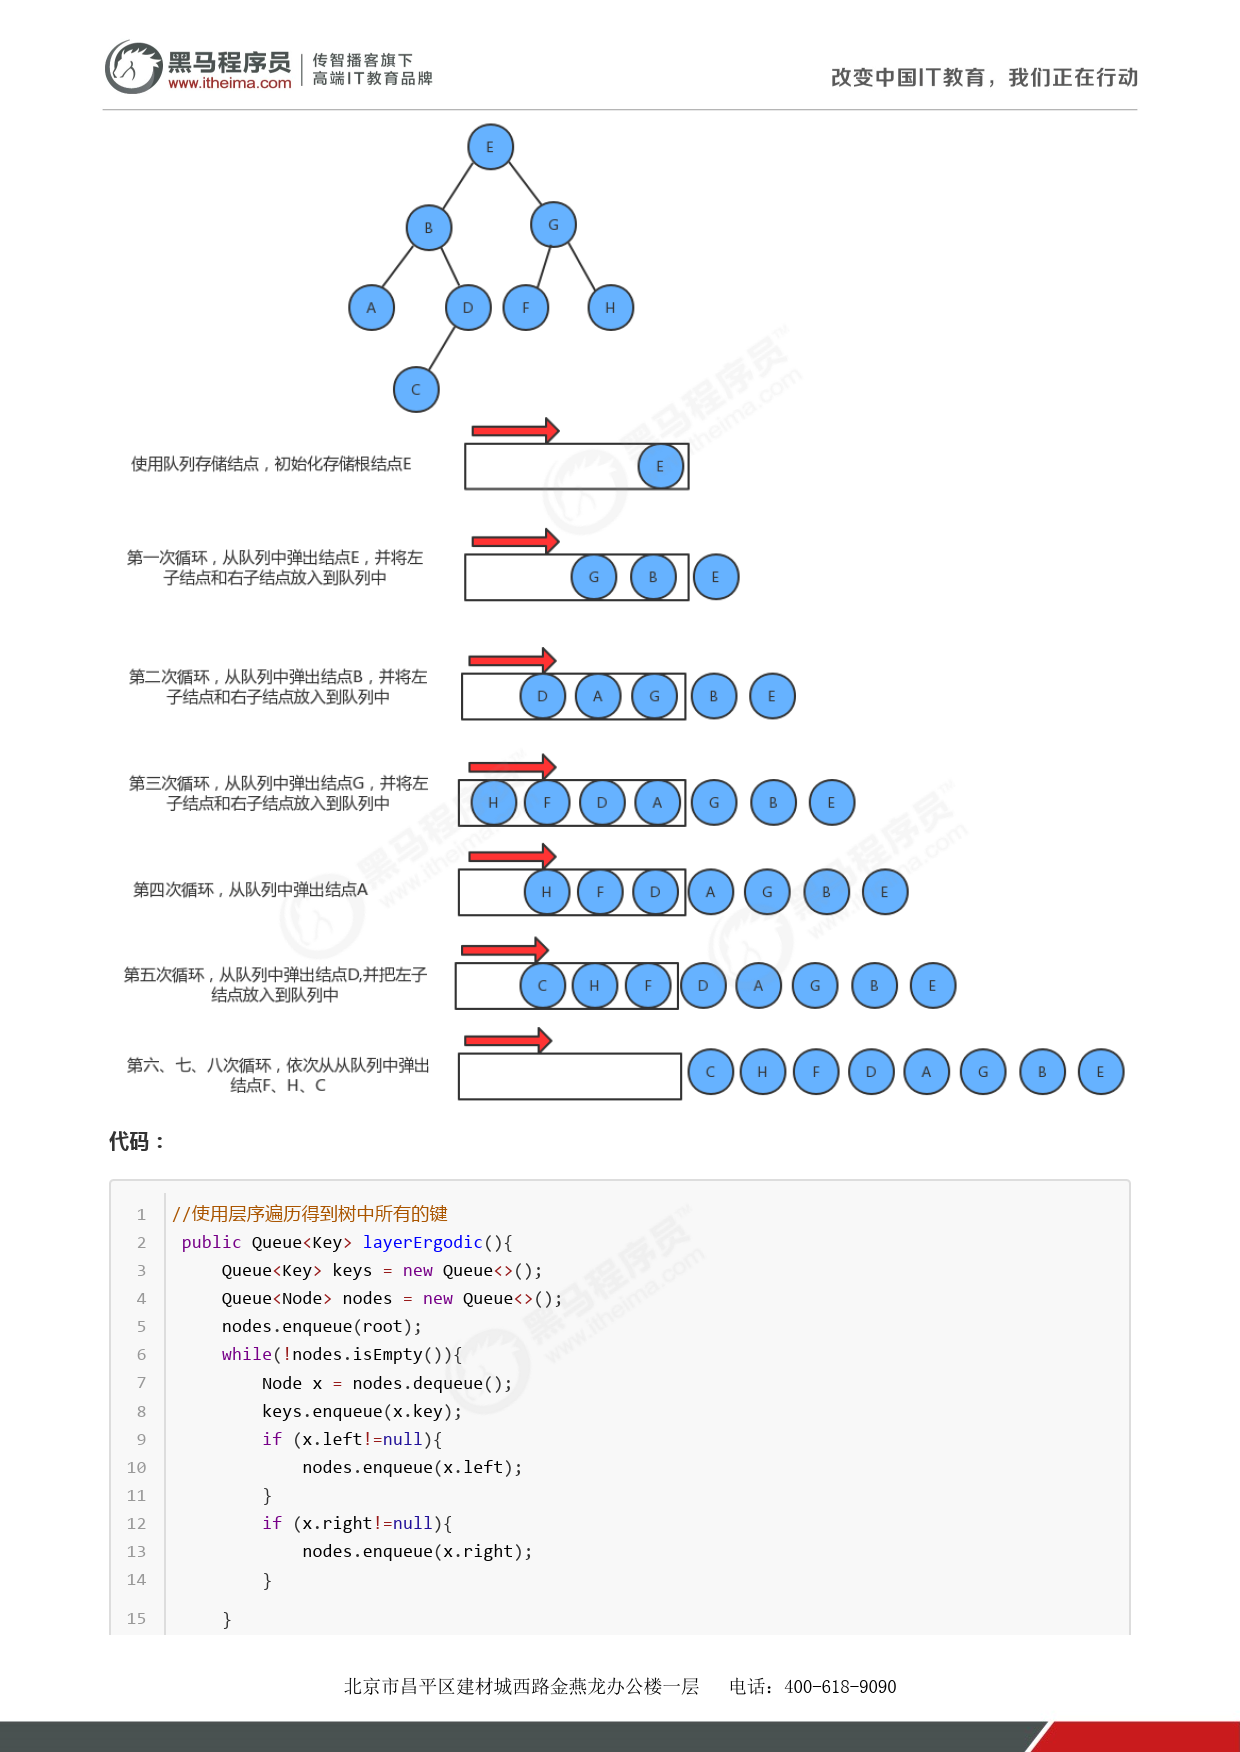 黑马程序员
www.itheima.com
传智播客旗下
高端IT教育品牌
改变中国IT教育，我们正在行动
E
B
G
A
D
F
H
C
使用队列存储结点，初始化存储根结点E
E
第一次循环，从队列中弹出结点E，并将左
子结点和右子结点放入到队列中
G B E
第二次循环，从队列中弹出结点B，并将左
子结点和右子结点放入到队列中
D A G B E
第三次循环，从队列中弹出结点G，并将左
子结点和右子结点放入到队列中
H F D A G B E
第四次循环，从队列中弹出结点A
H F D A G B E
第五次循环，从队列中弹出结点D,并把左子
结点放入到队列中
C H F D A G B E
第六、七、八次循环，依次从从队列中弹出
结点F、H、C
C H F D A G B E
代码：
1 //使用层序遍历得到树中所有的键
2 public Queue<Key> layerErgodic(){
3 Queue<Key> keys = new Queue<>();
4 Queue<Node> nodes = new Queue<>();
5 nodes.enqueue(root);
6 while(!nodes.isEmpty()){
7 Node x = nodes.dequeue();
8 keys.enqueue(x.key);
9 if (x.left!=null){
10 nodes.enqueue(x.left);
11 }
12 if (x.right!=null){
13 nodes.enqueue(x.right);
14 }
15 }
北京市昌平区建材城西路金燕龙办公楼一层 电话：400-618-9090